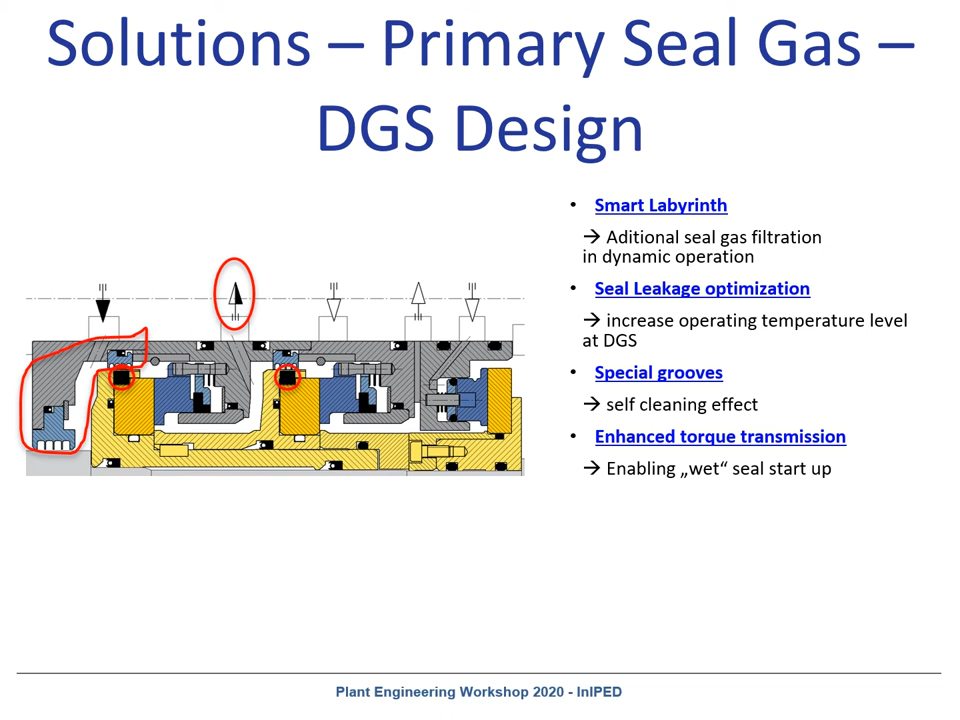 Solutions – Primary Seal Gas –
DGS Design
• Smart Labyrinth
→ Aditional seal gas filtration
in dynamic operation
• Seal Leakage optimization
→ increase operating temperature level
at DGS
• Special grooves
→ self cleaning effect
• Enhanced torque transmission
→ Enabling „wet“ seal start up
Plant Engineering Workshop 2020 - InIPED